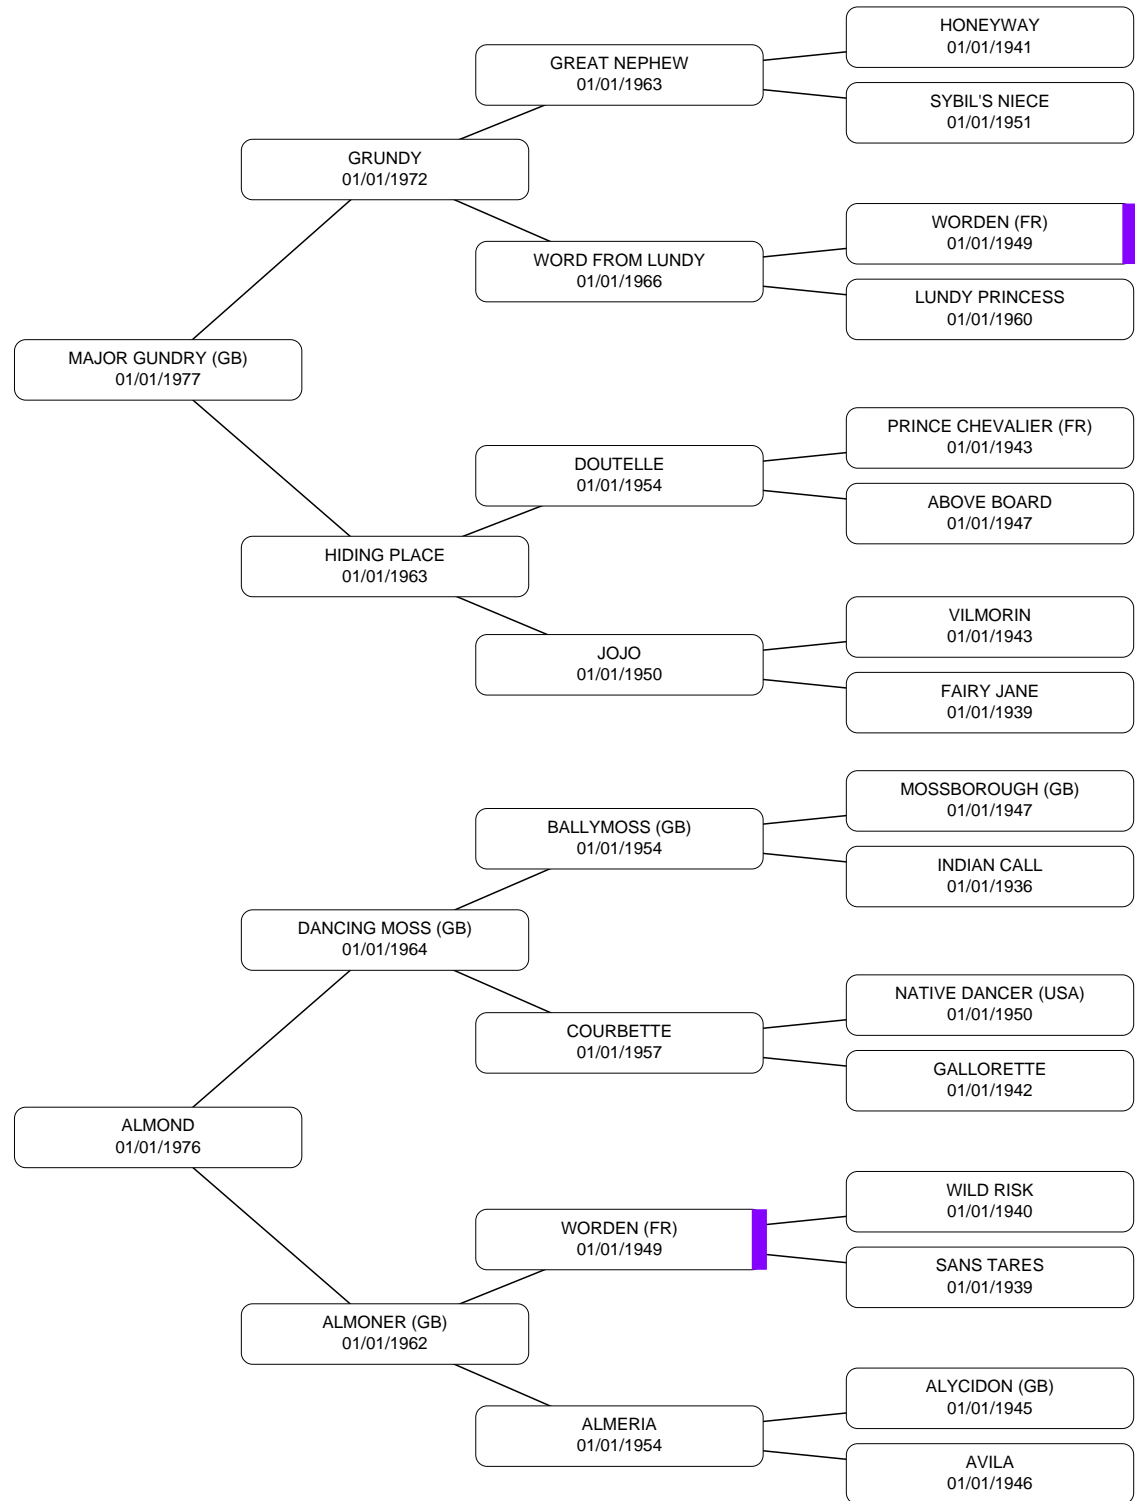 HONEYWAY
01/01/1941
GREAT NEPHEW
01/01/1963
SYBIL'S NIECE
01/01/1951
GRUNDY
01/01/1972
WORDEN (FR)
01/01/1949
WORD FROM LUNDY
01/01/1966
LUNDY PRINCESS
01/01/1960
MAJOR GUNDRY (GB)
01/01/1977
PRINCE CHEVALIER (FR)
01/01/1943
DOUTELLE
01/01/1954
ABOVE BOARD
01/01/1947
HIDING PLACE
01/01/1963
VILMORIN
01/01/1943
JOJO
01/01/1950
FAIRY JANE
01/01/1939
MOSSBOROUGH (GB)
01/01/1947
BALLYMOSS (GB)
01/01/1954
INDIAN CALL
01/01/1936
DANCING MOSS (GB)
01/01/1964
NATIVE DANCER (USA)
01/01/1950
COURBETTE
01/01/1957
GALLORETTE
01/01/1942
ALMOND
01/01/1976
WILD RISK
01/01/1940
WORDEN (FR)
01/01/1949
SANS TARES
01/01/1939
ALMONER (GB)
01/01/1962
ALYCIDON (GB)
01/01/1945
ALMERIA
01/01/1954
AVILA
01/01/1946